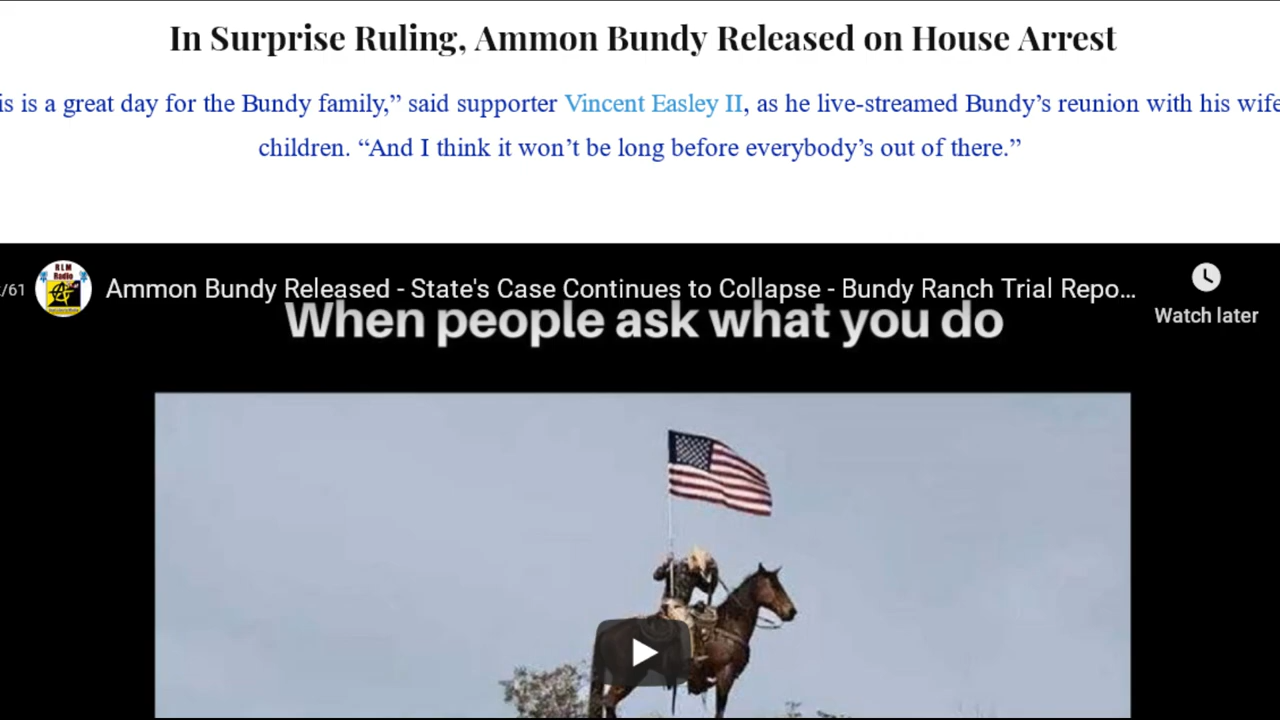 In Surprise Ruling, Ammon Bundy Released on House Arrest
is is a great day for the Bundy family,” said supporter Vincent Easley II, as he live-streamed Bundy’s reunion with his wife
children. “And I think it won’t be long before everybody’s out of there.”
/61
RLM
Radio
Ammon Bundy Released - State's Case Continues to Collapse - Bundy Ranch Trial Repo...
Watch later
When people ask what you do